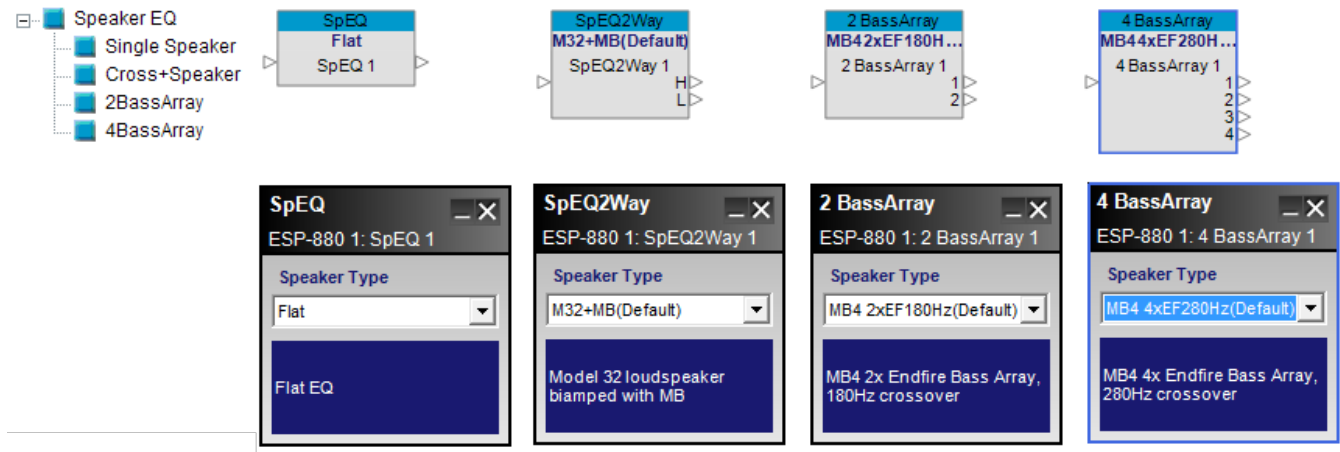 Speaker EQ
Single Speaker
Cross+Speaker
2BassArray
4BassArray
SpEQ
Flat
SpEQ 1
SpEQ2Way
M32+MB(Default)
SpEQ2Way 1
H
L
2 BassArray
MB42xEF180H...
2 BassArray 1
1
2
4 BassArray
MB44xEF280H...
4 BassArray 1
1
2
3
4
SpEQ
ESP-880 1: SpEQ 1
Speaker Type
Flat
Flat EQ
SpEQ2Way
ESP-880 1: SpEQ2Way 1
Speaker Type
M32+MB(Default)
Model 32 loudspeaker
biamped with MB
2 BassArray
ESP-880 1: 2 BassArray 1
Speaker Type
MB4 2xEF180Hz(Default)
MB4 2x Endfire Bass Array,
180Hz crossover
4 BassArray
ESP-880 1: 4 BassArray 1
Speaker Type
MB4 4xEF280Hz(Default)
MB4 4x Endfire Bass Array,
280Hz crossover